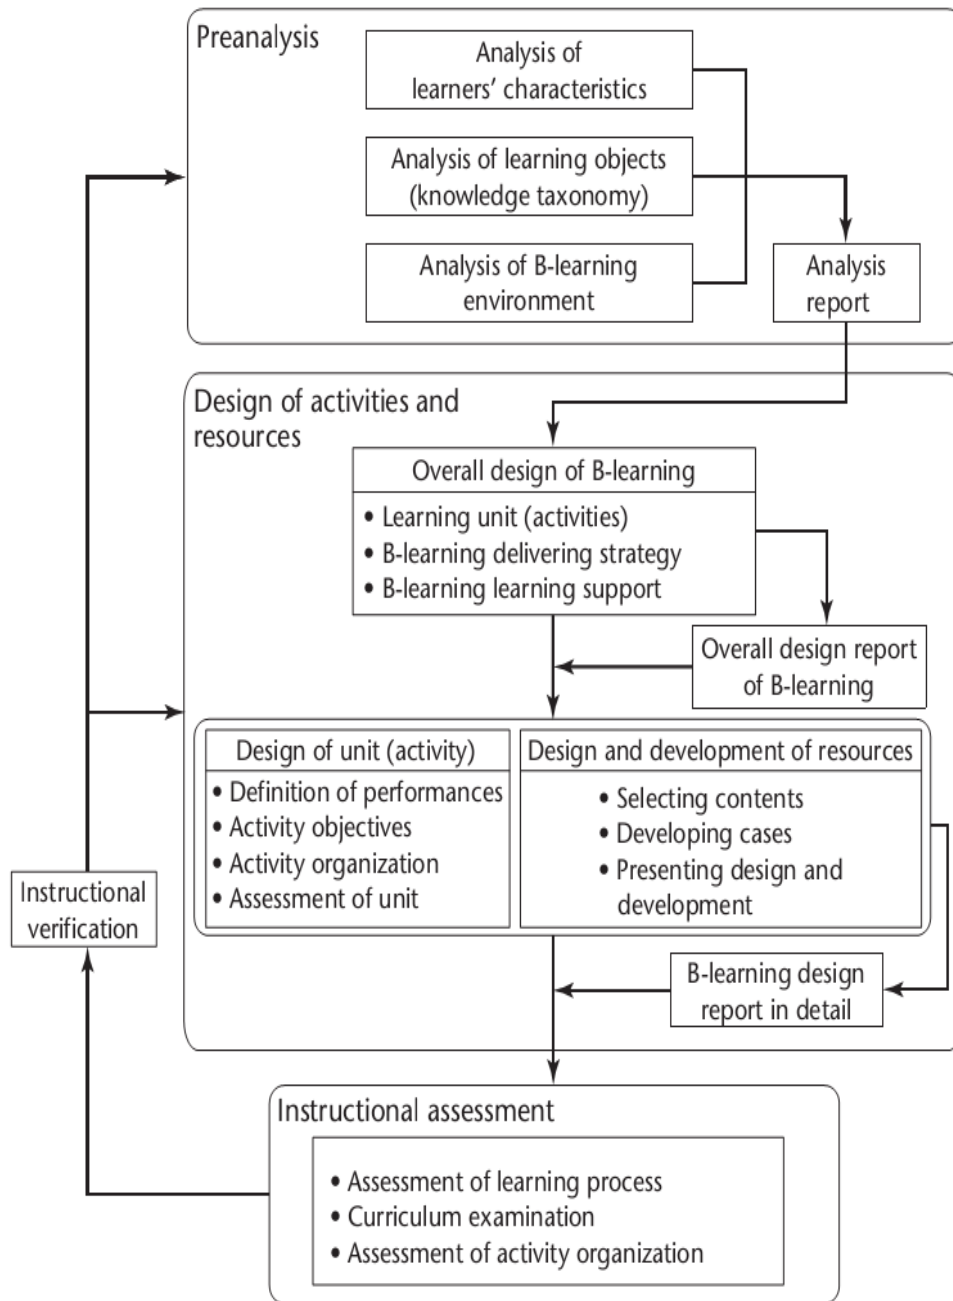 Preanalysis
Analysis of
learners’ characteristics
Analysis of learning objects
(knowledge taxonomy)
Analysis of B-learning
environment
Analysis
report
Design of activities and
resources
Overall design of B-learning
• Learning unit (activities)
• B-learning delivering strategy
• B-learning learning support
Overall design report
of B-learning
Design of unit (activity)
• Definition of performances
• Activity objectives
• Activity organization
• Assessment of unit
Design and development of resources
• Selecting contents
• Developing cases
• Presenting design and
development
Instructional
verification
B-learning design
report in detail
Instructional assessment
• Assessment of learning process
• Curriculum examination
• Assessment of activity organization